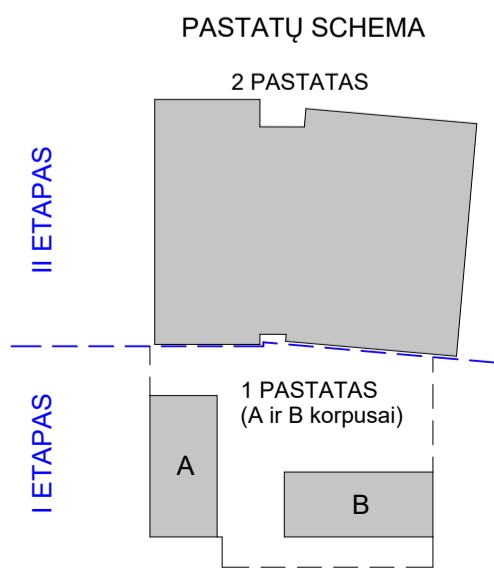 PASTATŲ SCHEMA
2 PASTATAS
II ETAPAS
1 PASTATAS
(A ir B korpusai)
I ETAPAS
A
B